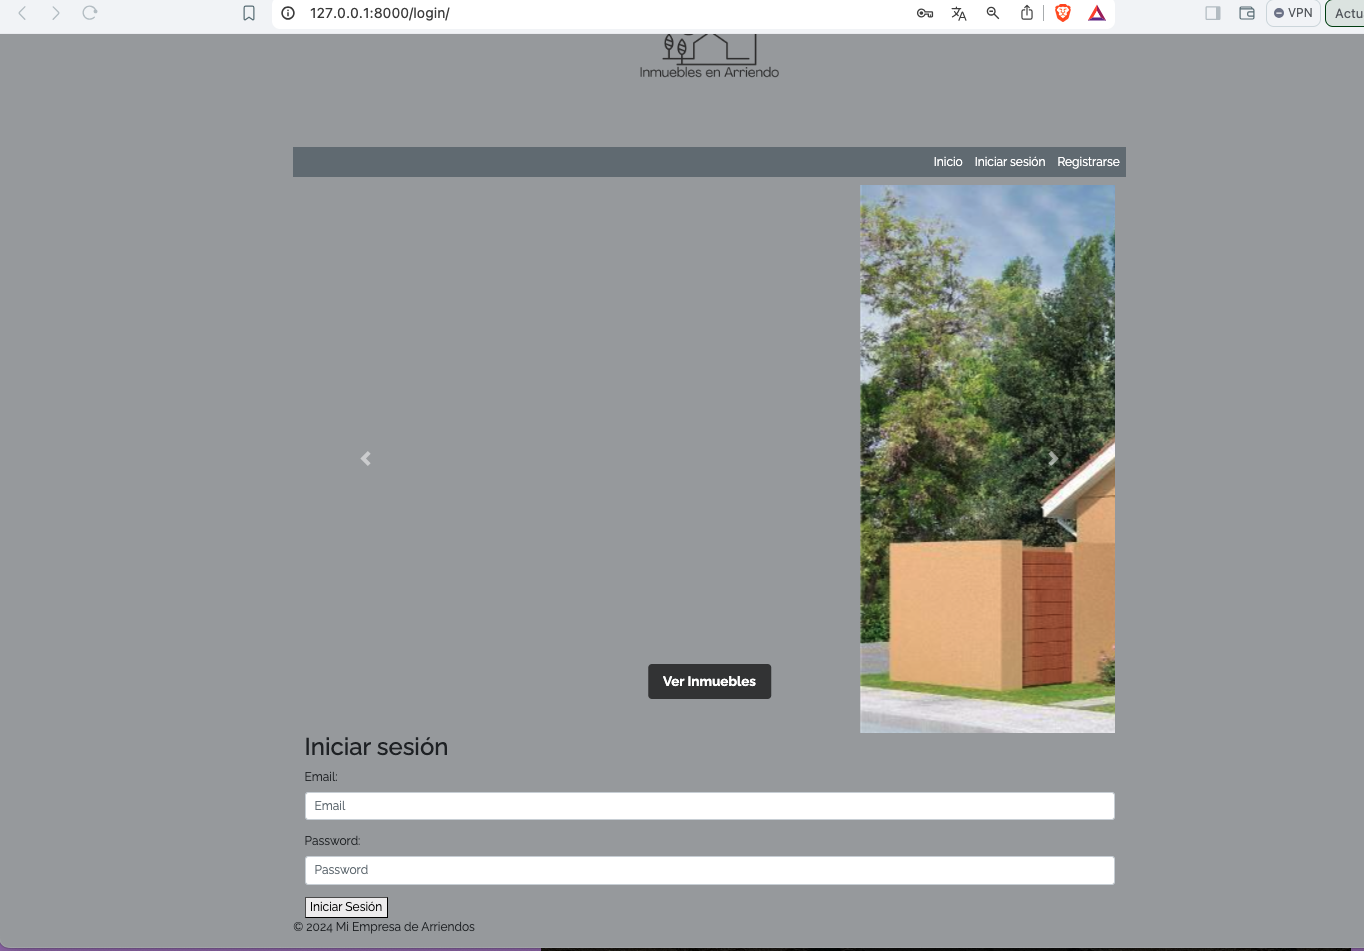 127.0.0.1:8000/login/
VPN
Actu
Inmuebles en Arriendo
Inicio Iniciar sesión Registrarse
Ver Inmuebles
Iniciar sesión
Email:
Email
Password:
Password
Iniciar Sesión
© 2024 Mi Empresa de Arriendos